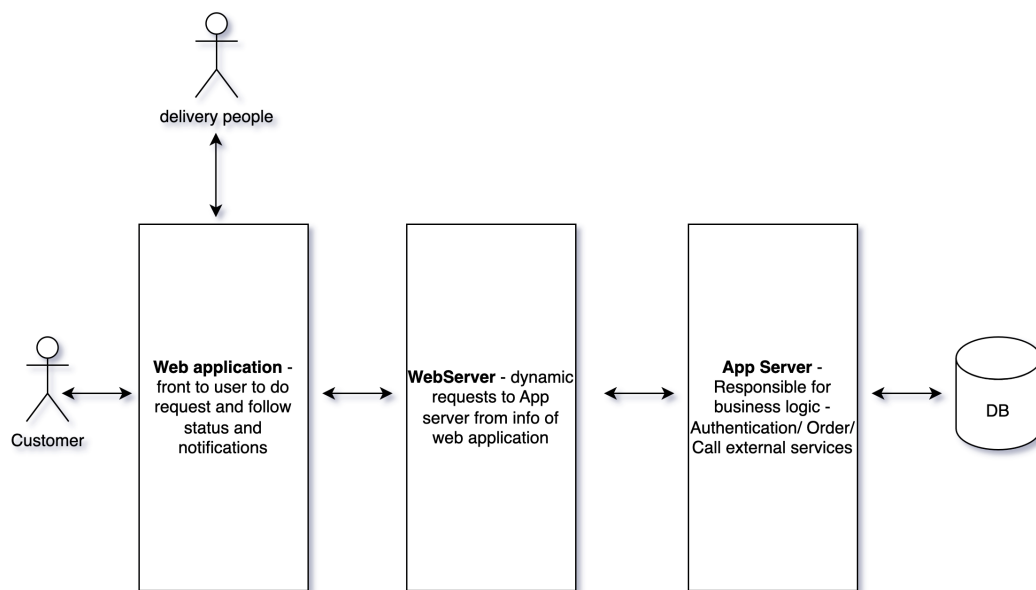 delivery people
Customer
Web application -
front to user to do
request and follow
status and
notifications
WebServer - dynamic
requests to App
server from info of
web application
App Server -
Responsible for
business logic -
Authentication/ Order/
Call external services
DB